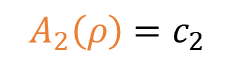 A₂(ρ) = c₂